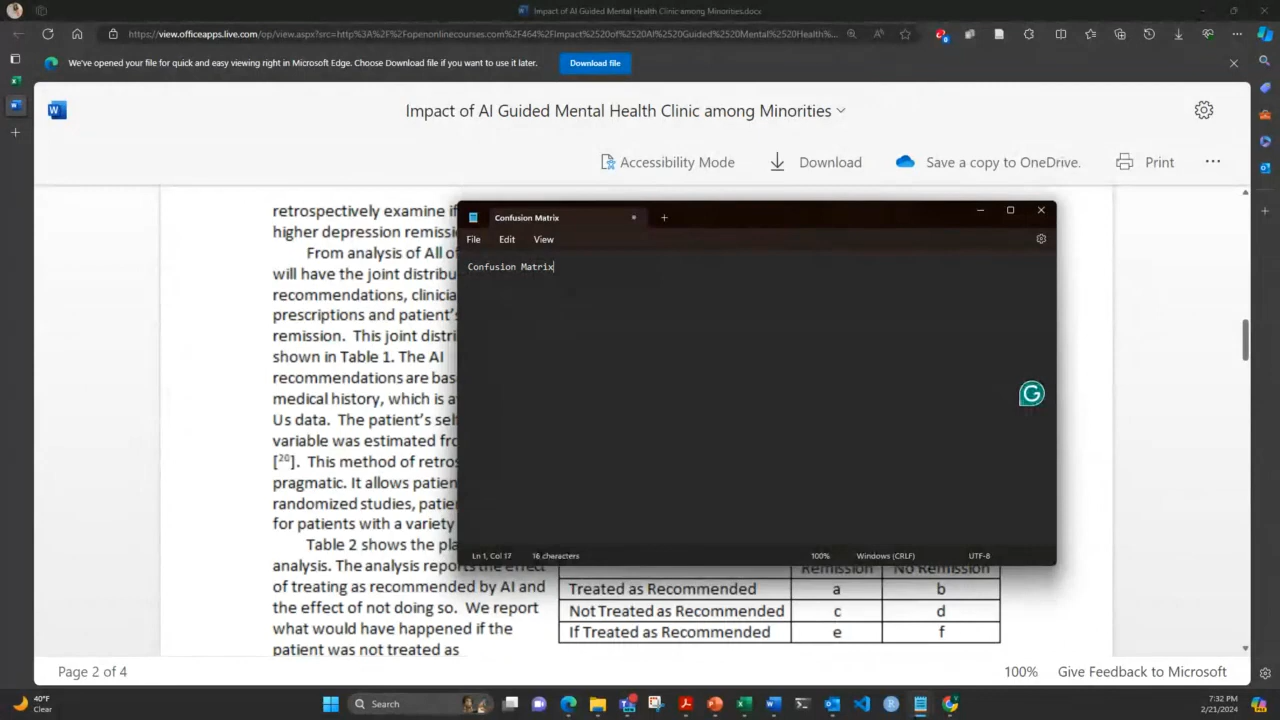 Impact of AI Guided Mental Health Clinic among Minorities.docx
https://view.officeapps.live.com/op/view.aspx?src=http%3A%2F%2Fopenonlinecourses.com%2F464%2FImpact%2520of%2520AI%2520Guided%2520Mental%2520Health%...
We've opened your file for quick and easy viewing right in Microsoft Edge. Choose Download file if you want to use it later.
Download file
Impact of AI Guided Mental Health Clinic among Minorities
Accessibility Mode
Download
Save a copy to OneDrive.
Print
retrospectively examine if
higher depression remissi
From analysis of All of
will have the joint distribu
recommendations, clinicia
prescriptions and patient's
remission. This joint distri
shown in Table 1. The AI
recommendations are bas
medical history, which is a
Us data. The patient's sel
variable was estimated fro
[20]. This method of retros
pragmatic. It allows patien
randomized studies, patie
for patients with a variety
Table 2 shows the pla
analysis. The analysis reports the effect
of treating as recommended by AI and
the effect of not doing so. We report
what would have happened if the
patient was not treated as
Confusion Matrix
File Edit View
Confusion Matrix
Ln 1, Col 17 16 characters 100% Windows (CRLF) UTF-8
Remission No Remission
Treated as Recommended a b
Not Treated as Recommended c d
If Treated as Recommended e f
Page 2 of 4
100%
Give Feedback to Microsoft
40°F
Clear
Search
7:32 PM
2/21/2024